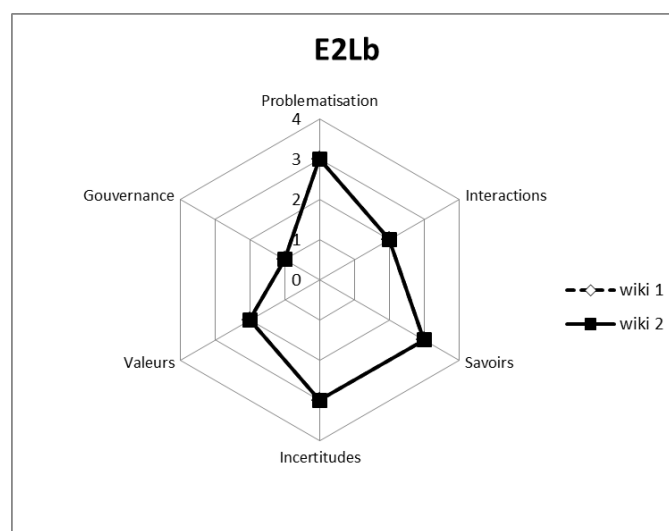 E2Lb
Problematisation
4
3
2
1
0
Gouvernance
Interactions
Valeurs
Savoirs
Incertitudes
wiki 1
wiki 2